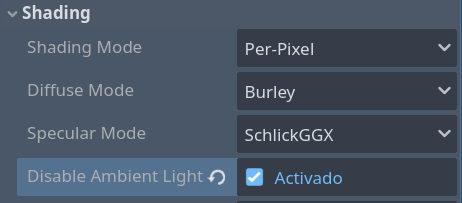 Shading
Shading Mode Per-Pixel
Diffuse Mode Burley
Specular Mode SchlickGGX
Disable Ambient Light Activado